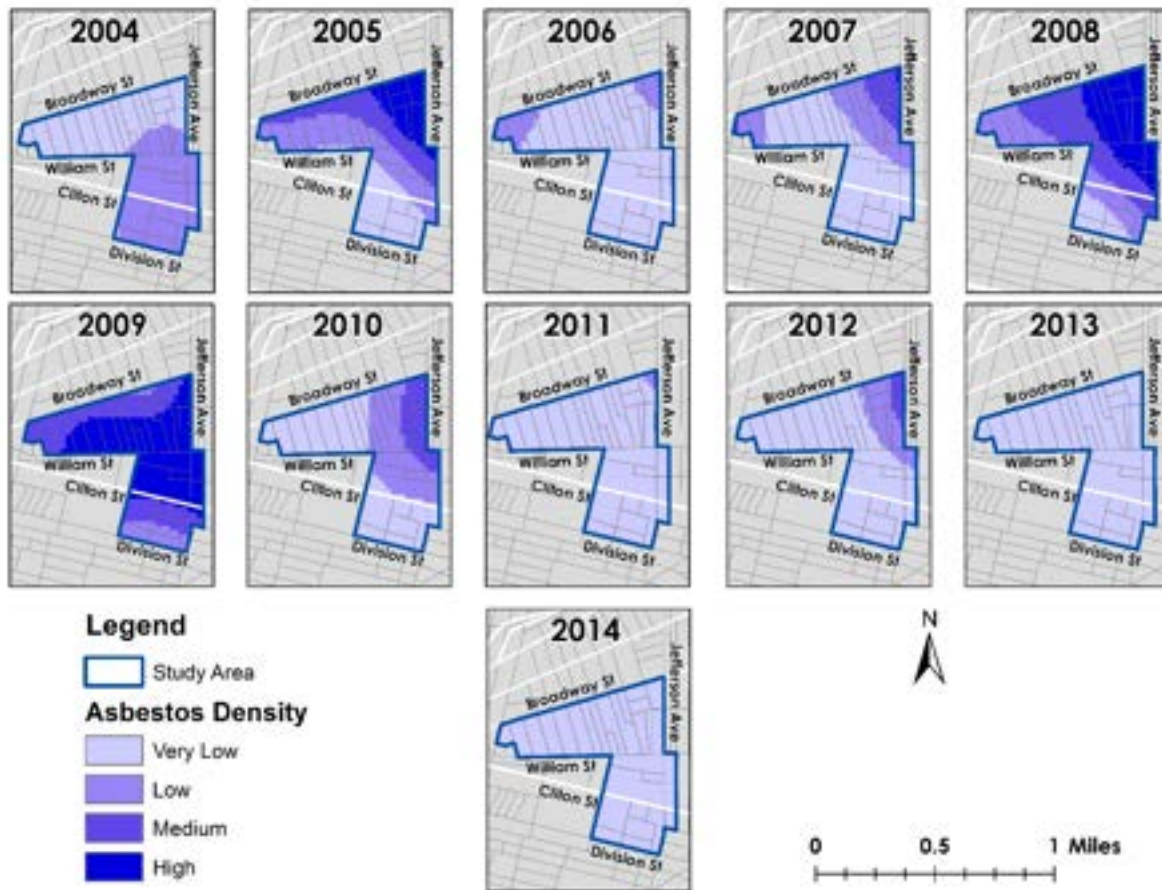 2004
Broadway St
Jefferson Ave
William St
Clifton St
Division St
2005
Broadway St
Jefferson Ave
William St
Clifton St
Division St
2006
Broadway St
Jefferson Ave
William St
Clifton St
Division St
2007
Broadway St
Jefferson Ave
William St
Clifton St
Division St
2008
Broadway St
Jefferson Ave
William St
Clifton St
Division St
2009
Broadway St
Jefferson Ave
William St
Clifton St
Division St
2010
Broadway St
Jefferson Ave
William St
Clifton St
Division St
2011
Broadway St
Jefferson Ave
William St
Clifton St
Division St
2012
Broadway St
Jefferson Ave
William St
Clifton St
Division St
2013
Broadway St
Jefferson Ave
William St
Clifton St
Division St
2014
Broadway St
Jefferson Ave
William St
Clifton St
Division St
Legend
Study Area
Asbestos Density
Very Low
Low
Medium
High
N
0 0.5 1 Miles